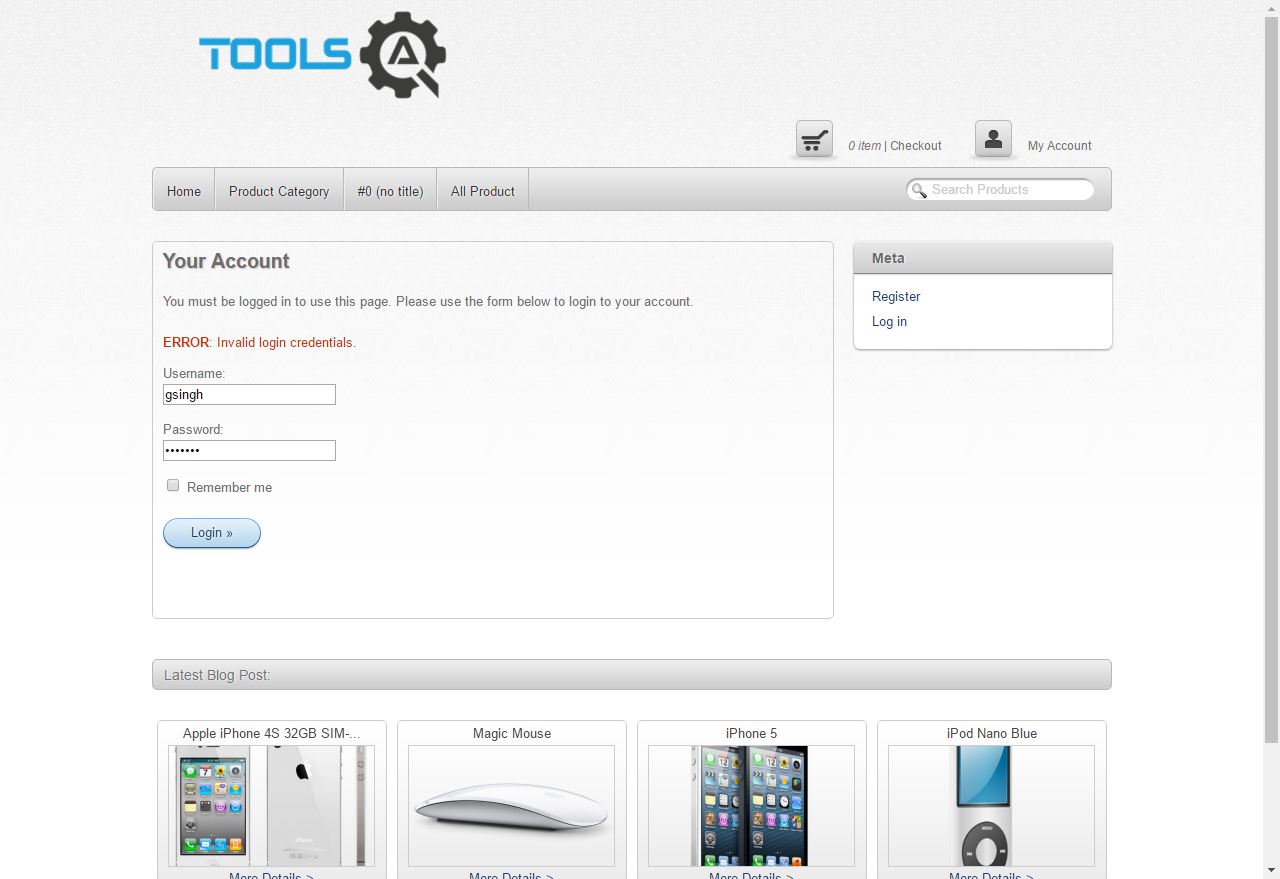 TOOLS QA
0 item | Checkout
My Account
Home
Product Category
#0 (no title)
All Product
Search Products
Your Account
You must be logged in to use this page. Please use the form below to login to your account.
ERROR: Invalid login credentials.
Username:
gsingh
Password:
•••••••
Remember me
Login »
Meta
Register
Log in
Latest Blog Post:
Apple iPhone 4S 32GB SIM-...
Magic Mouse
iPhone 5
iPod Nano Blue
MENU
More Details >
More Details >
More Details >
More Details >